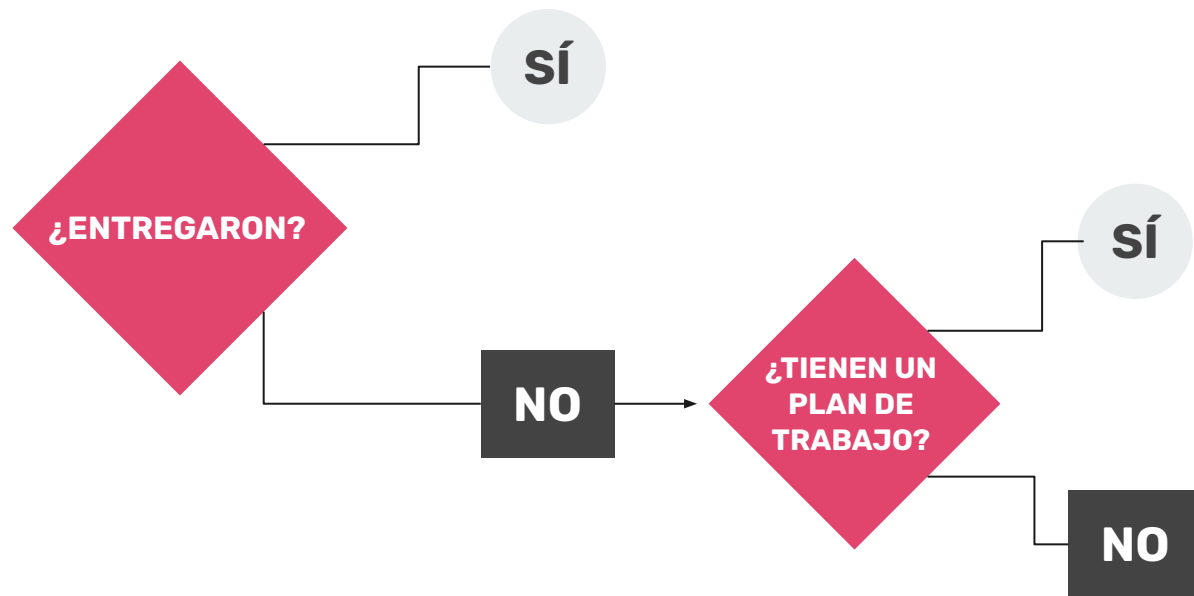 SÍ
¿ENTREGARON?
SÍ
¿TIENEN UN
PLAN DE
TRABAJO?
NO
NO